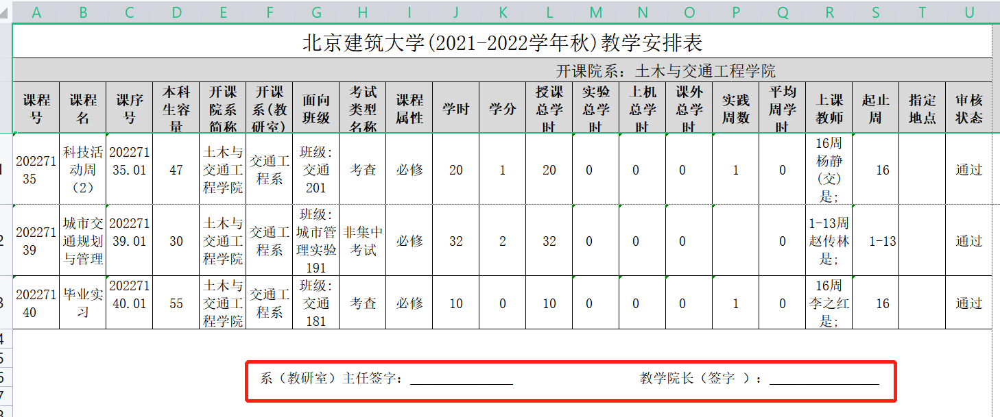 A B C D E F G H I J K L M N O P Q R S T U
北京建筑大学(2021-2022学年秋)教学安排表
开课院系: 土木与交通工程学院
课程号 课程名 课序号 本科生容量 开课院系简称 开课系(教研室) 面向班级 考试类型名称 课程属性 学时 学分 授课总学时 实验总学时 上机总学时 课外总学时 实践周数 平均周学时 上课教师 起止周 指定地点 审核状态
20227135 科技活动周（2） 20227135.01 47 土木与交通工程学院 交通工程系 班级:交通201 考查 必修 20 1 20 0 0 0 1 0 16周杨静(交)是; 16 通过
20227139 城市交通规划与管理 20227139.01 30 土木与交通工程学院 交通工程系 班级:城市管理实验191 非集中考试 必修 32 2 32 0 0 0 0 1-13周赵传林是; 1-13 通过
20227140 毕业实习 20227140.01 55 土木与交通工程学院 交通工程系 班级:交通181 考查 必修 10 0 10 0 0 0 1 0 16周李之红是; 16 通过
系（教研室）主任签字: 教学院长（签字 ）: